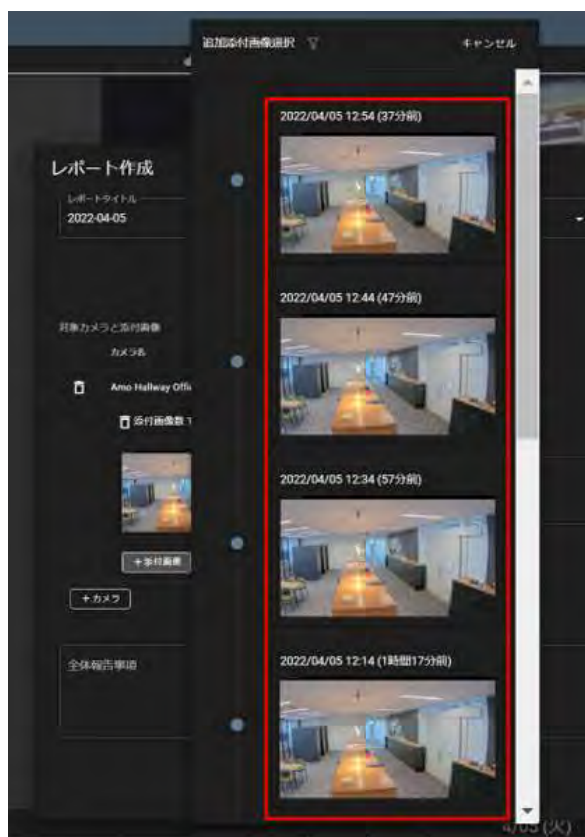 追加添付画像選択
キャンセル
2022/04/05 12:54 (37分前)
2022/04/05 12:44 (47分前)
2022/04/05 12:34 (57分前)
2022/04/05 12:14 (1時間17分前)
レポート作成
レポートタイトル
2022-04-05
対象カメラと添付画像
カメラ名
Amo Hallway Offic
添付画像数 1
+添付画像
+カメラ
全体報告事項
4/05 (火)